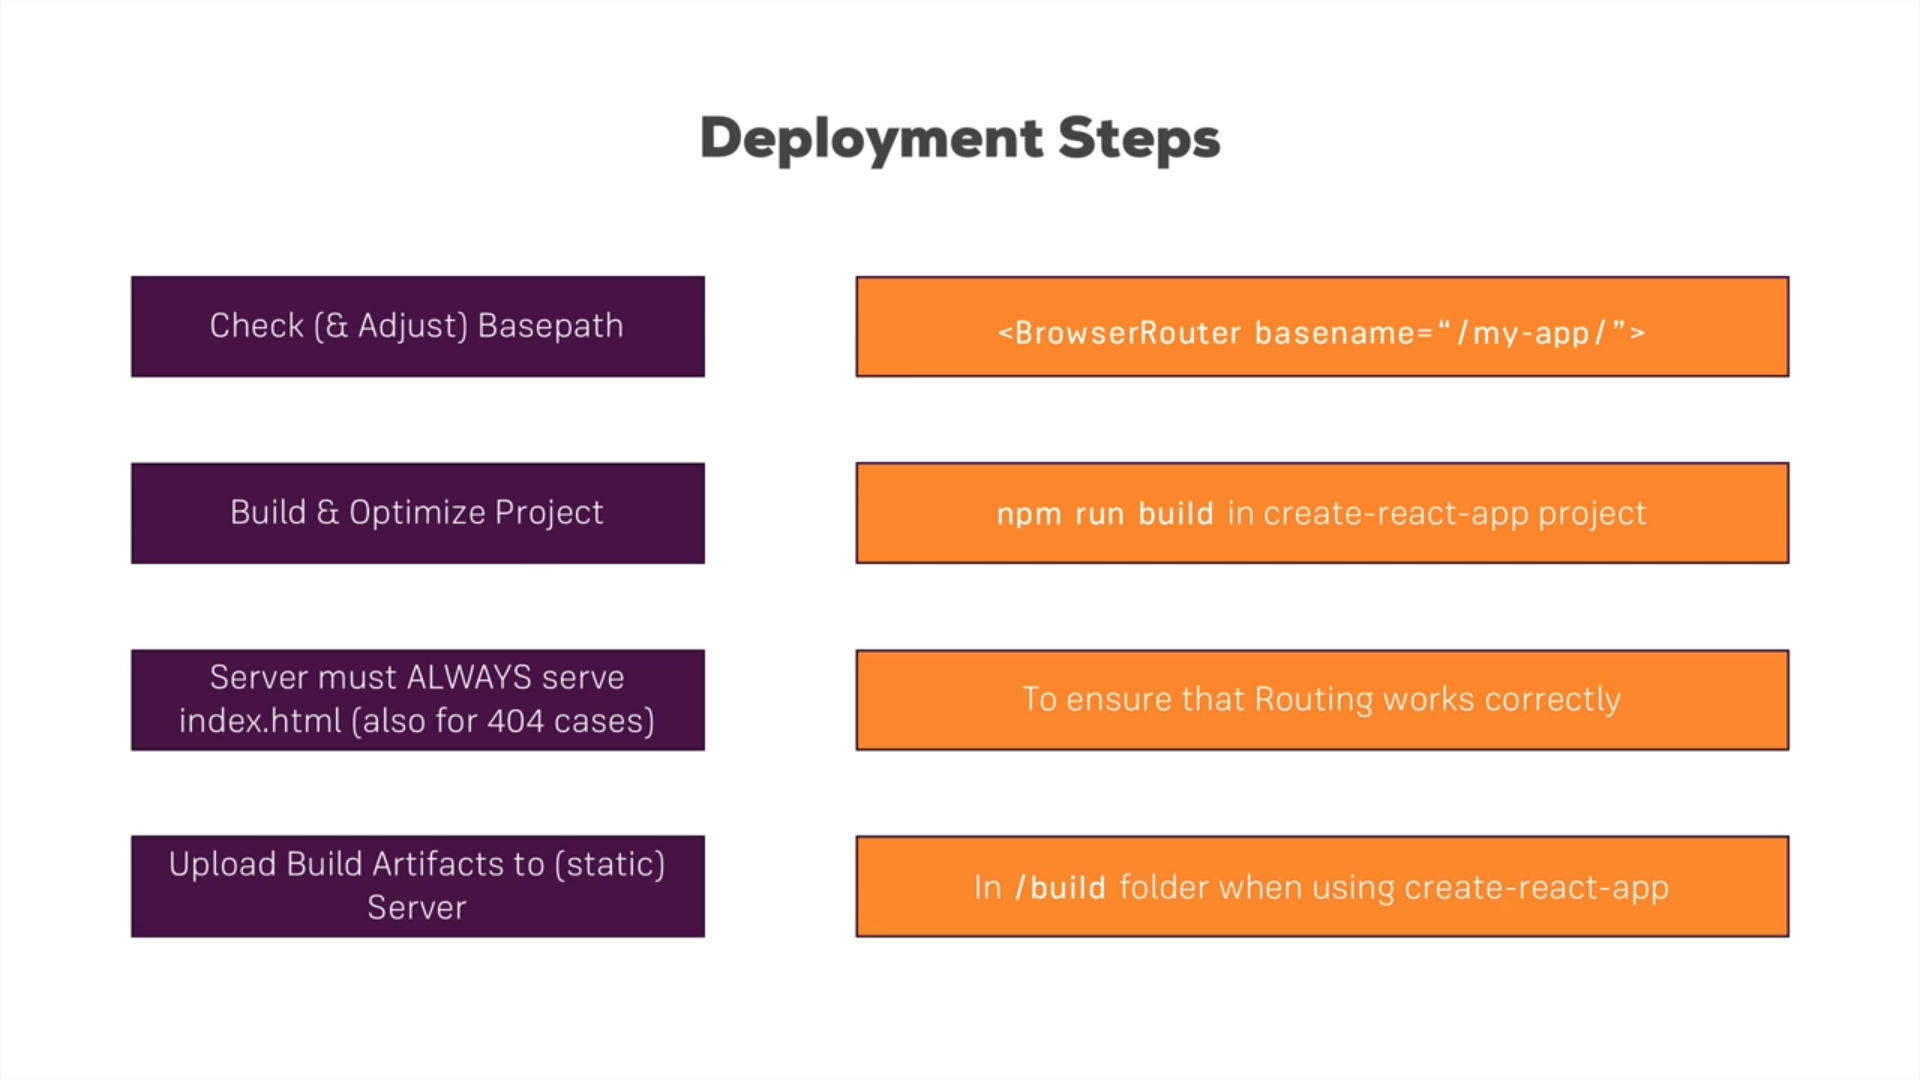 Deployment Steps
Check (& Adjust) Basepath
<BrowserRouter basename=“/my-app/”>
Build & Optimize Project
npm run build in create-react-app project
Server must ALWAYS serve
index.html (also for 404 cases)
To ensure that Routing works correctly
Upload Build Artifacts to (static)
Server
In /build folder when using create-react-app